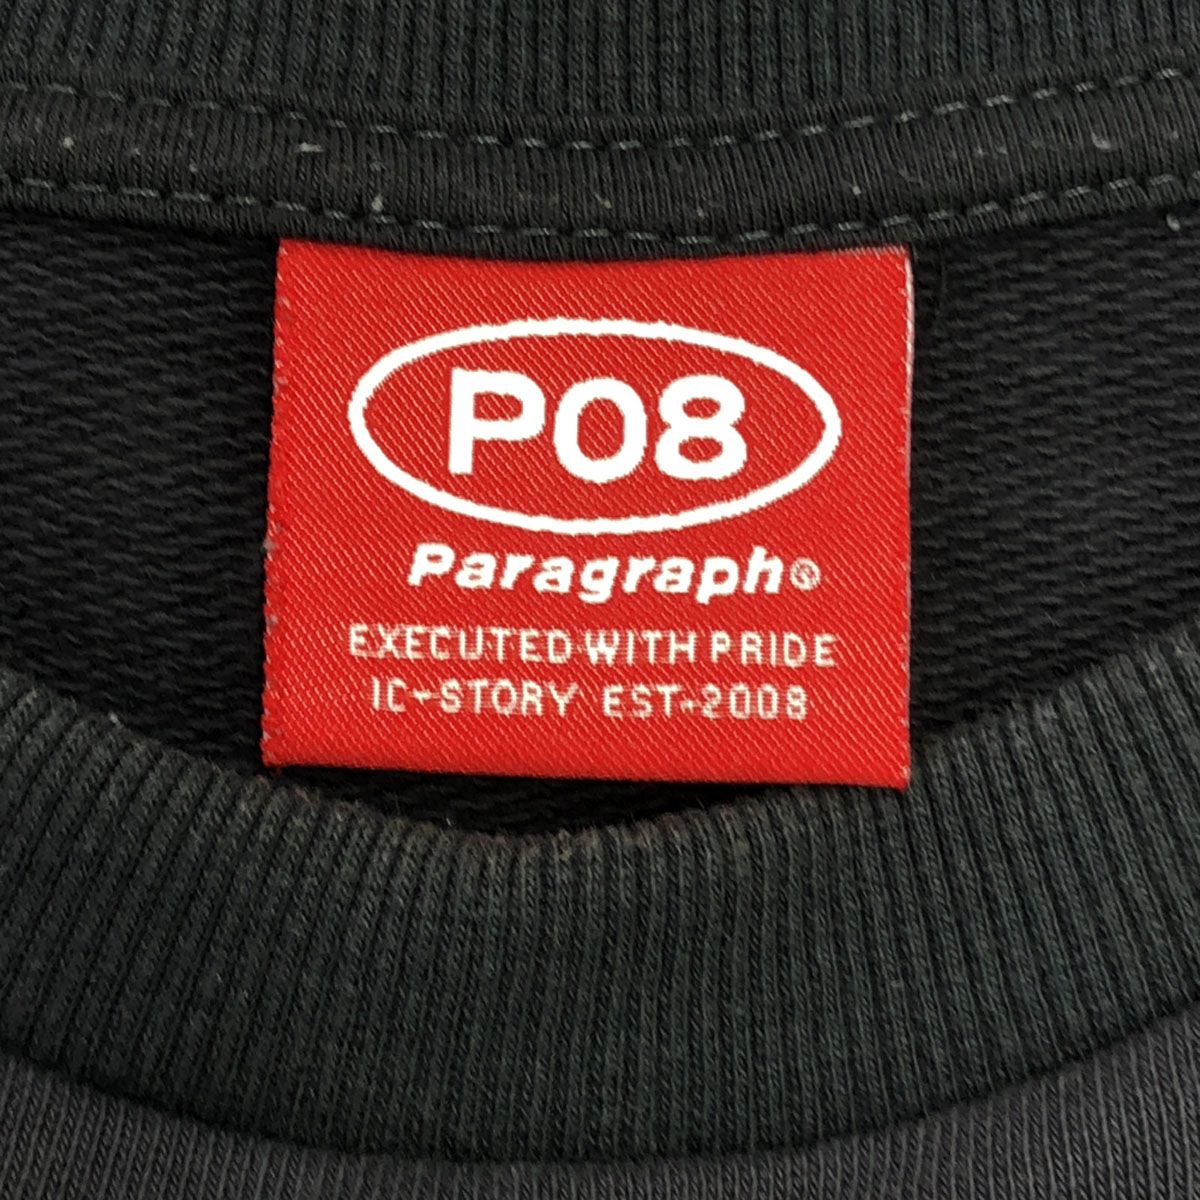 P08
Paragraph®
EXECUTED WITH PRIDE
IC-STORY EST-2008